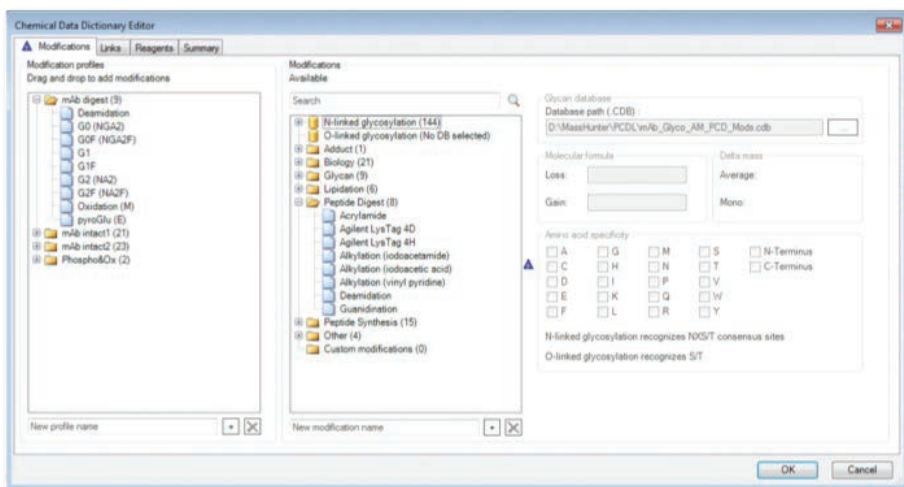 Chemical Data Dictionary Editor
Modifications Links Reagents Summary
Modification profiles
Drag and drop to add modifications
mAb digest (9)
Deamidation
G0 (NGA2)
G0F (NGA2F)
G1
G1F
G2 (NA2)
G2F (NA2F)
Oxidation (M)
pyroGlu (E)
mAb intact1 (21)
mAb intact2 (23)
Phospho&Ox (2)
New profile name
Modifications
Available
Search
N-linked glycosylation (144)
O-linked glycosylation (No DB selected)
Adduct (1)
Biology (21)
Glycan (9)
Lipidation (6)
Peptide Digest (8)
Acrylamide
Agilent LysTag 4D
Agilent LysTag 4H
Alkylation (iodoacetamide)
Alkylation (iodoacetic acid)
Alkylation (vinyl pyridine)
Deamidation
Guanidination
Peptide Synthesis (15)
Other (4)
Custom modifications (0)
New modification name
Glycan database
Database path (.CDB)
D:\MassHunter\PCDL\mAb_Glyco_AM_PCD_Mods.cdb ...
Molecular formula
Loss:
Gain:
Delta mass
Average:
Mono:
Amino acid specificity
A G M S N-Terminus
C H N T C-Terminus
D I P V
E K Q W
F L R Y
N-linked glycosylation recognizes NXS/T consensus sites
O-linked glycosylation recognizes S/T
OK Cancel